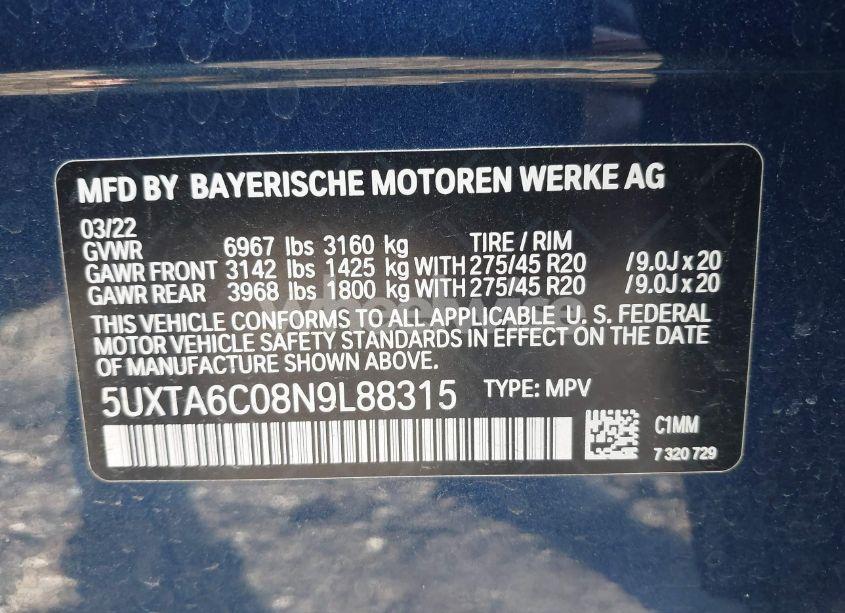 MFD BY BAYERISCHE MOTOREN WERKE AG
03/22
GVWR 6967 lbs 3160 kg TIRE / RIM
GAWR FRONT 3142 lbs 1425 kg WITH 275/45 R20 /9.0J x 20
GAWR REAR 3968 lbs 1800 kg WITH 275/45 R20 /9.0J x 20
THIS VEHICLE CONFORMS TO ALL APPLICABLE U. S. FEDERAL
MOTOR VEHICLE SAFETY STANDARDS IN EFFECT ON THE DATE
OF MANUFACTURE SHOWN ABOVE.
5UXTA6C08N9L88315 TYPE: MPV
C1MM
7 320 729